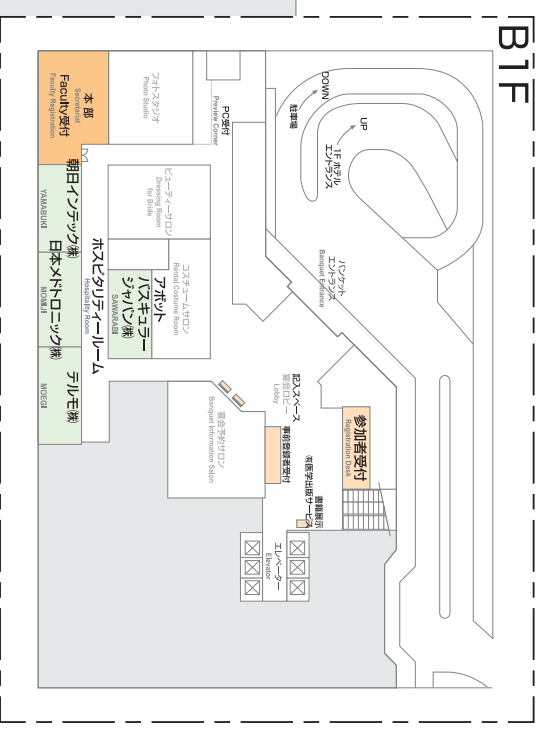 B1F
DOWN
駐車場
UP
1F ホテル
エントランス
バンケット
エントランス
Banquet Entrance
PC受付
Preview Corner
フォトスタジオ
Photo Studio
本部
Secretariat
Faculty受付
Faculty Registration
ビューティーサロン
Dressing Room
for Bride
コスチュームサロン
Rental Costume Room
アボット
バスキュラー
ジャパン㈱
SAWARABI
ホスピタリティールーム
Hospitality Room
朝日インテック㈱
YAMABUKI
日本メドトロニック㈱
MOMIJI
テルモ㈱
MOEGI
記入スペース
宴会ロビー
Lobby
宴会予約サロン
Banquet Information Salon
事前登録者受付
参加者受付
Registration Desk
書籍展示
㈲医学出版サービス
エレベーター
Elevator